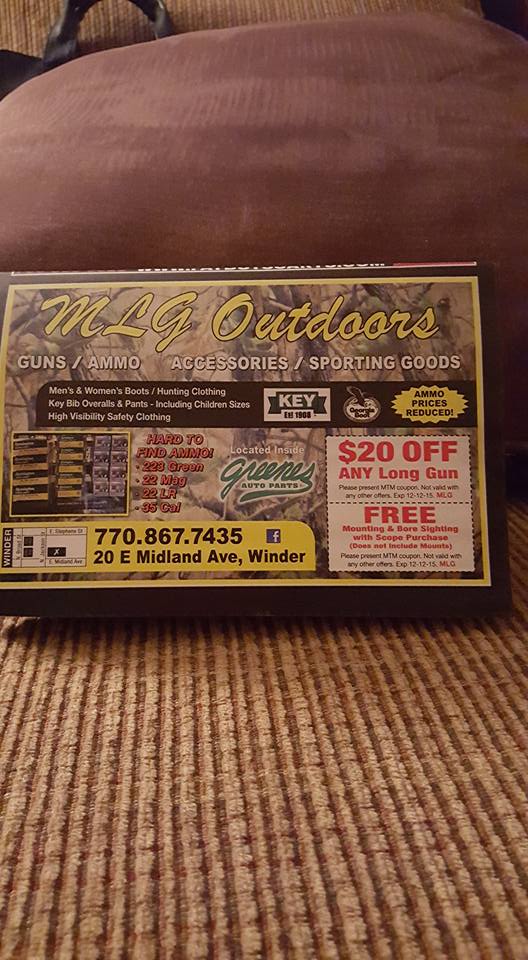 MLG Outdoors
GUNS / AMMO ACCESSORIES / SPORTING GOODS
Men's & Women's Boots / Hunting Clothing
Key Bib Overalls & Pants - Including Children Sizes
High Visibility Safety Clothing
KEY
Est 1908
Georgia
Boot
AMMO
PRICES
REDUCED!
HARD TO
FIND AMMO!
- 223 Green
- 22 Mag
- 22 LR
- 35 Cal
Located Inside
Greenes
AUTO PARTS
$20 OFF
ANY Long Gun
Please present MTM coupon. Not valid with
any other offers. Exp 12-12-15. MLG
FREE
Mounting & Bore Sighting
with Scope Purchase
(Does not Include Mounts)
Please present MTM coupon. Not valid with
any other offers. Exp 12-12-15. MLG
WINDER
E. Stephens St
E. Midland Ave
770.867.7435 f
20 E Midland Ave, Winder